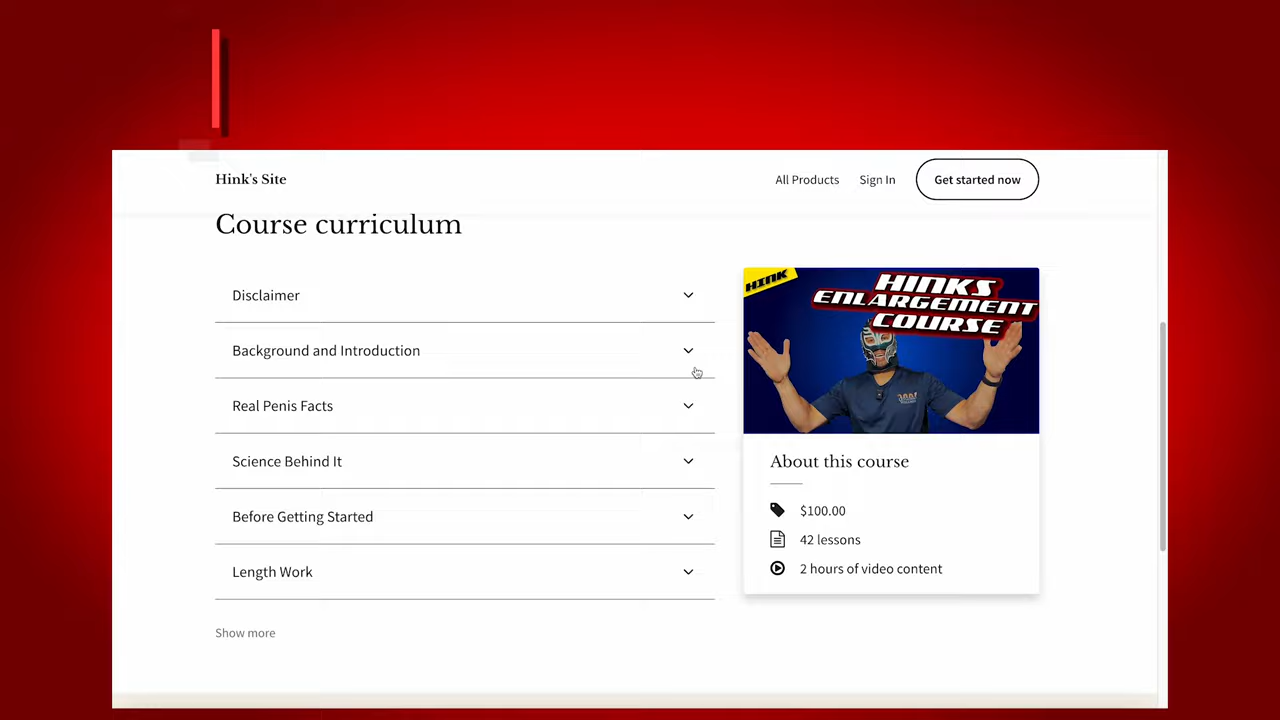 Hink's Site
All Products
Sign In
Get started now
Course curriculum
Disclaimer
Background and Introduction
Real Penis Facts
Science Behind It
Before Getting Started
Length Work
Show more
HINK
HINKS
ENLARGEMENT
COURSE
About this course
$100.00
42 lessons
2 hours of video content